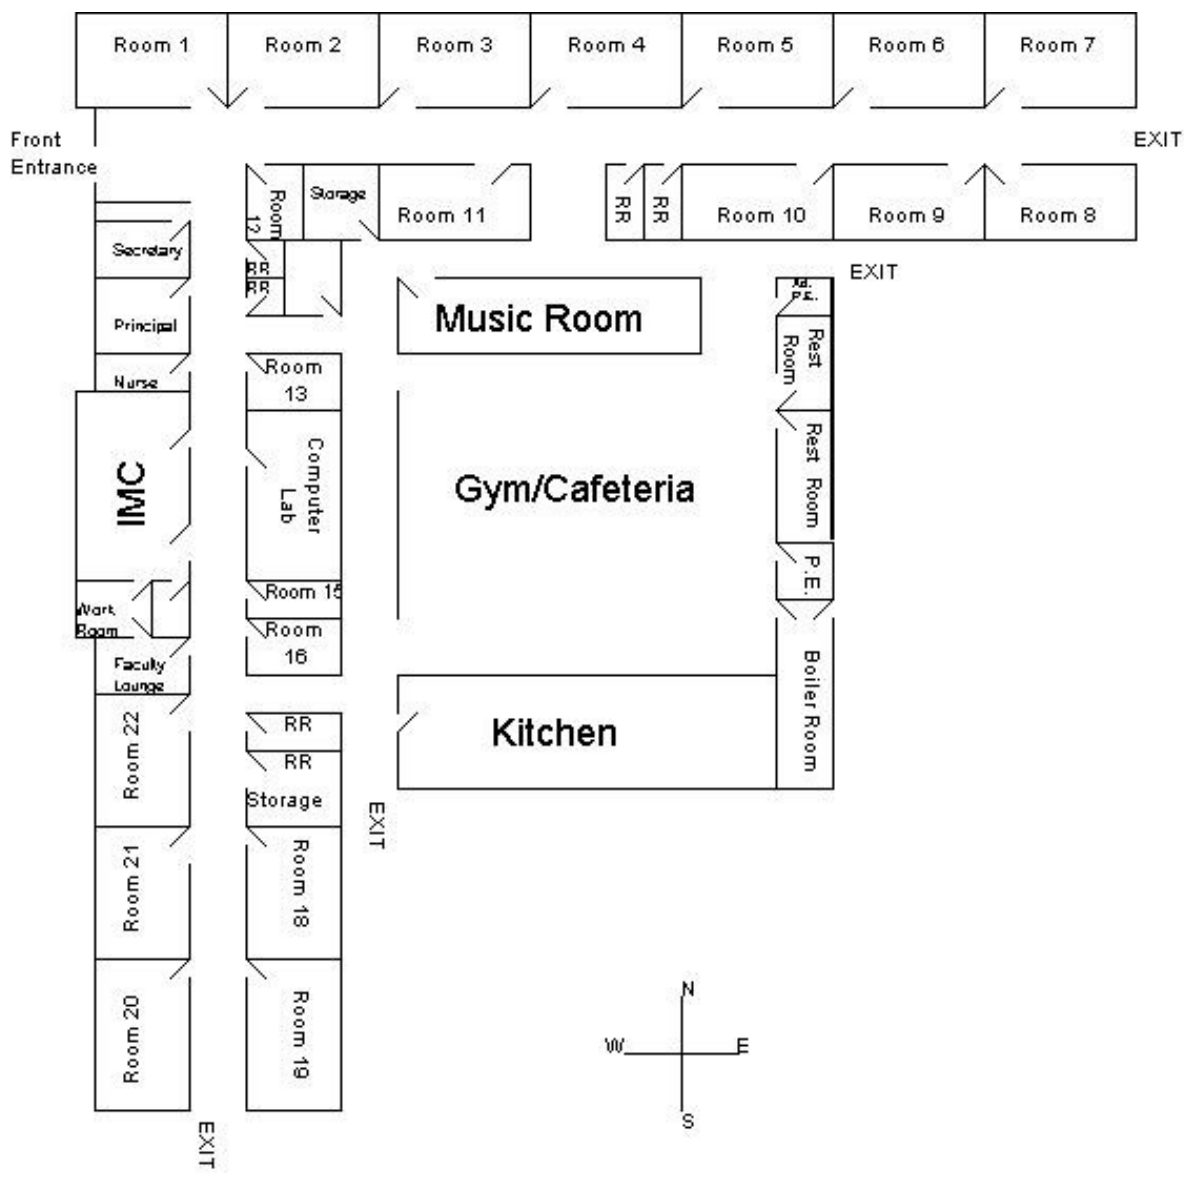 Room 1
Room 2
Room 3
Room 4
Room 5
Room 6
Room 7
Front
Entrance
EXIT
Room
12
Storage
Room 11
RR
RR
Room 10
Room 9
Room 8
Secretary
RR
RR
EXIT
Principal
Music Room
Ad.
P.E.
Rest
Room
Nurse
Room
13
IMC
Computer
Lab
Gym/Cafeteria
Rest Room
P.E.
Work
Room
Room 15
Room
16
Faculty
Lounge
Boiler Room
Room 22
RR
RR
Storage
Kitchen
EXIT
Room 21
Room 18
Room 20
Room 19
N
W
E
S
EXIT